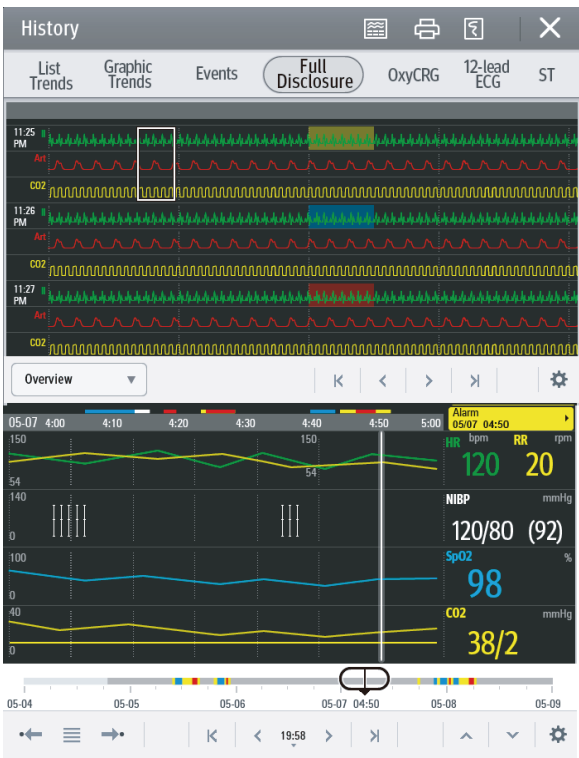 History
List Trends Graphic Trends Events Full Disclosure OxyCRG 12-lead ECG ST
11:25 PM II
Art
CO2
11:26 PM II
Art
CO2
11:27 PM II
Art
CO2
Overview
05-07 4:00 4:10 4:20 4:30 4:40 4:50 5:00
Alarm
05/07 04:50
150 150
54 54
HR bpm RR rpm
120 20
140
0
NIBP mmHg
120/80 (92)
100
0
SpO2 %
98
40
0
CO2 mmHg
38/2
05-04 05-05 05-06 05-07 04:50 05-08 05-09
19:58